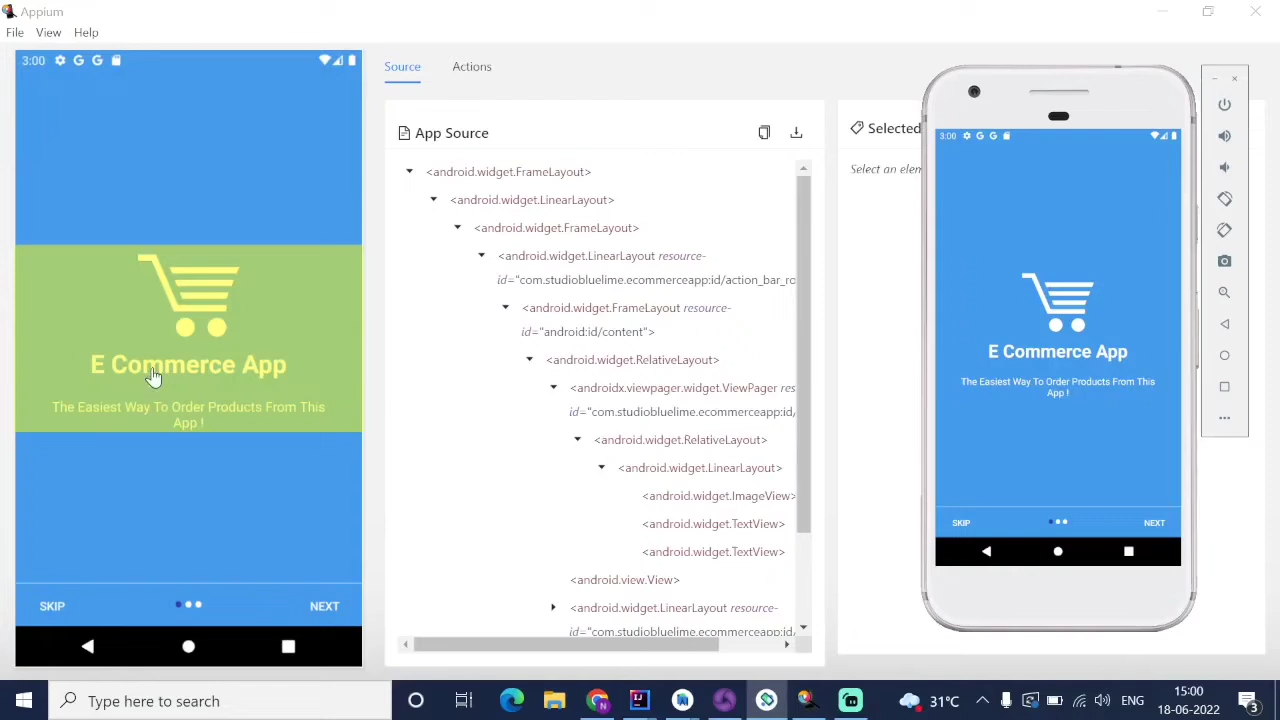 Appium
File View Help
3:00
E Commerce App
The Easiest Way To Order Products From This
App !
SKIP
NEXT
Source
Actions
App Source
<android.widget.FrameLayout>
<android.widget.LinearLayout>
<android.widget.FrameLayout>
<android.widget.LinearLayout resource-
id="com.studiobluelime.ecommerceapp:id/action_bar_ro
<android.widget.FrameLayout resource-
id="android:id/content">
<android.widget.RelativeLayout>
<androidx.viewpager.widget.ViewPager res
id="com.studiobluelime.ecommerceapp:id/
<android.widget.RelativeLayout>
<android.widget.LinearLayout>
<android.widget.ImageView>
<android.widget.TextView>
<android.widget.TextView>
<android.view.View>
<android.widget.LinearLayout resource-
id="com.studiobluelime.ecommerceapp:id/
Selected
Select an elem
3:00
E Commerce App
The Easiest Way To Order Products From This
App !
SKIP
NEXT
Type here to search
31°C
ENG
15:00
18-06-2022
3